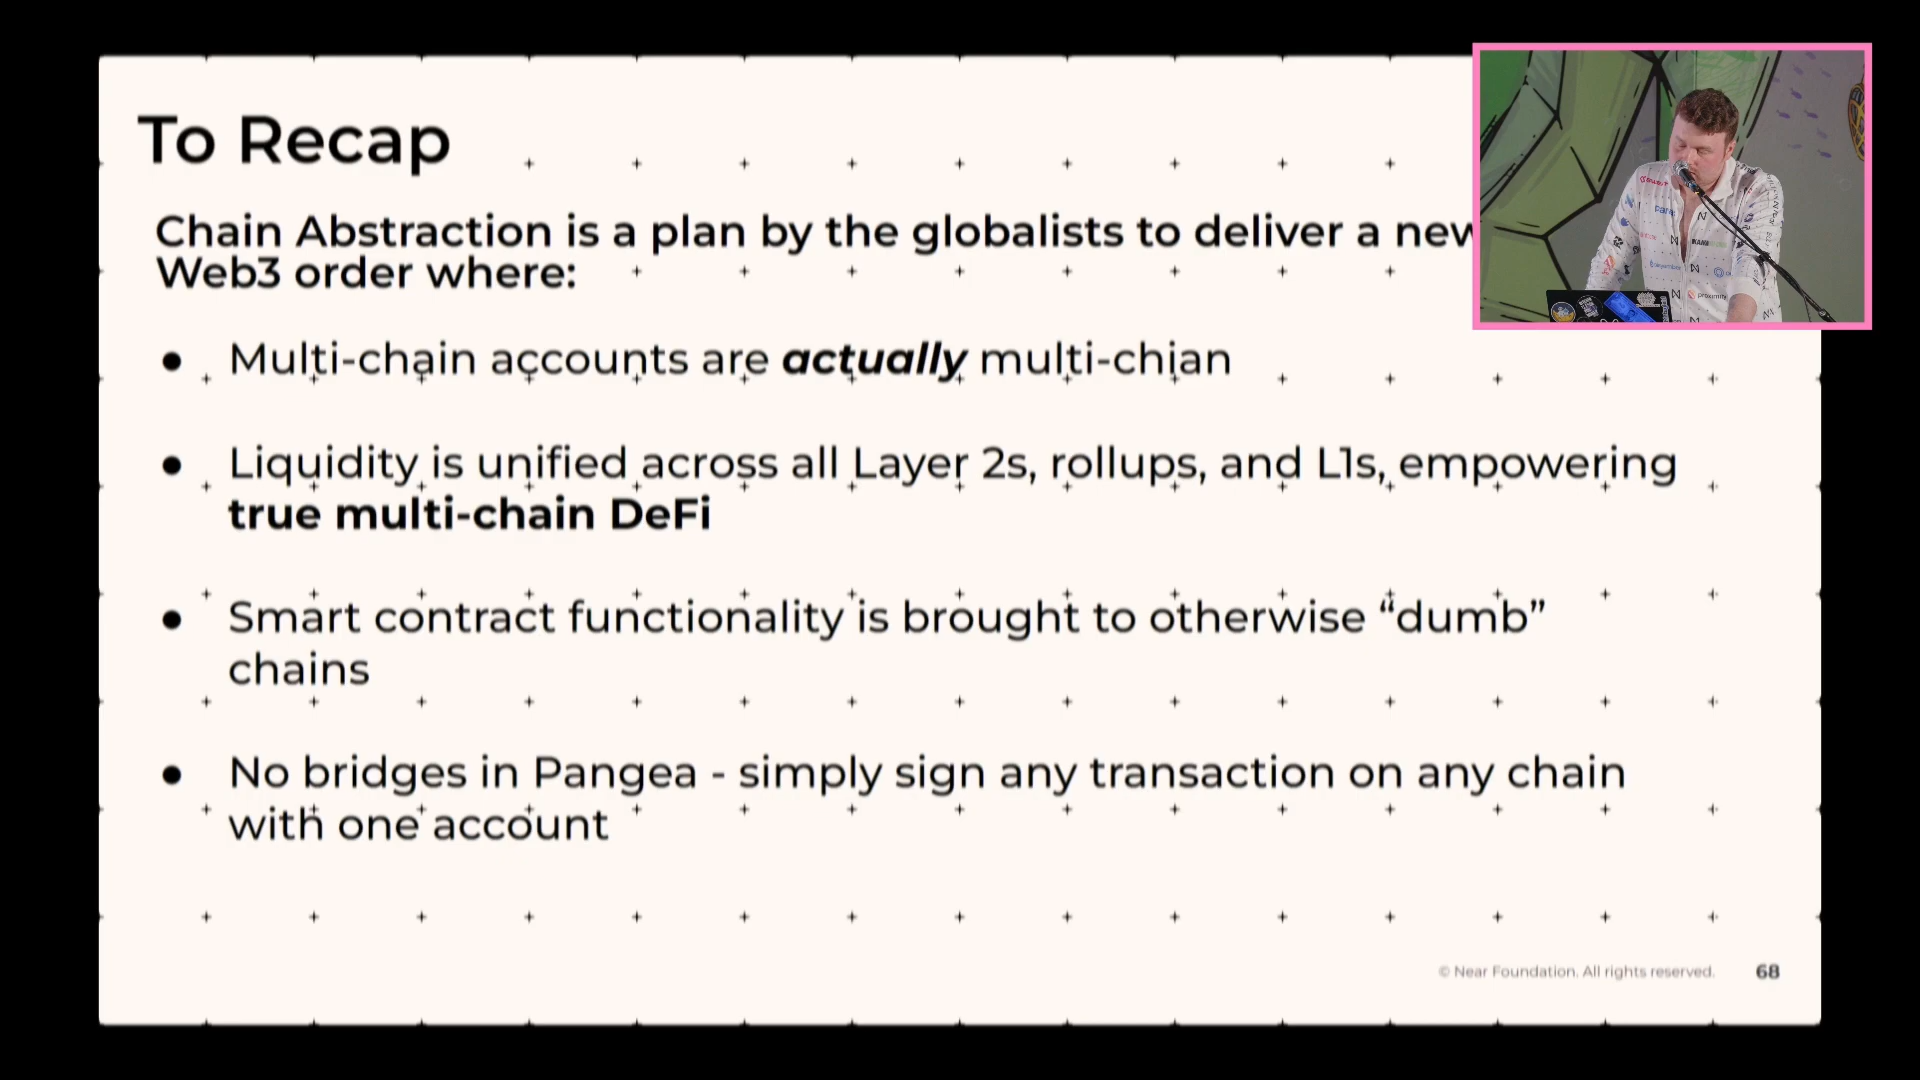 To Recap
Chain Abstraction is a plan by the globalists to deliver a new
Web3 order where:
● Multi-chain accounts are actually multi-chian
● Liquidity is unified across all Layer 2s, rollups, and L1s, empowering
true multi-chain DeFi
● Smart contract functionality is brought to otherwise “dumb”
chains
● No bridges in Pangea - simply sign any transaction on any chain
with one account
© Near Foundation. All rights reserved. 68
proximity